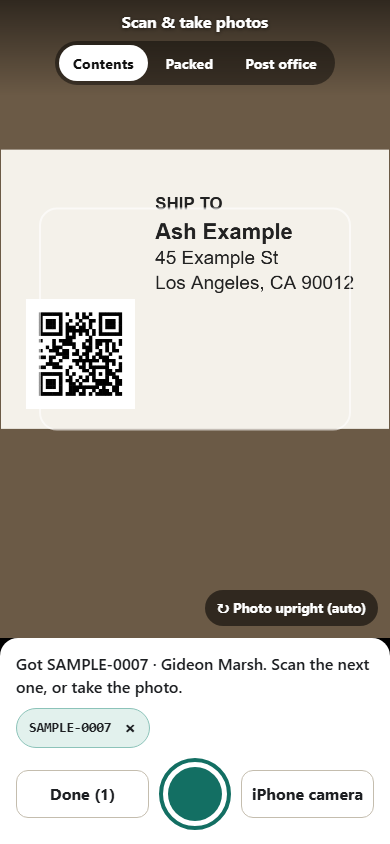 Scan & take photos
Contents
Packed
Post office
SHIP TO
Ash Example
45 Example St
Los Angeles, CA 90012
↻ Photo upright (auto)
Got SAMPLE-0007 · Gideon Marsh. Scan the next
one, or take the photo.
SAMPLE-0007 ×
Done (1)
iPhone camera